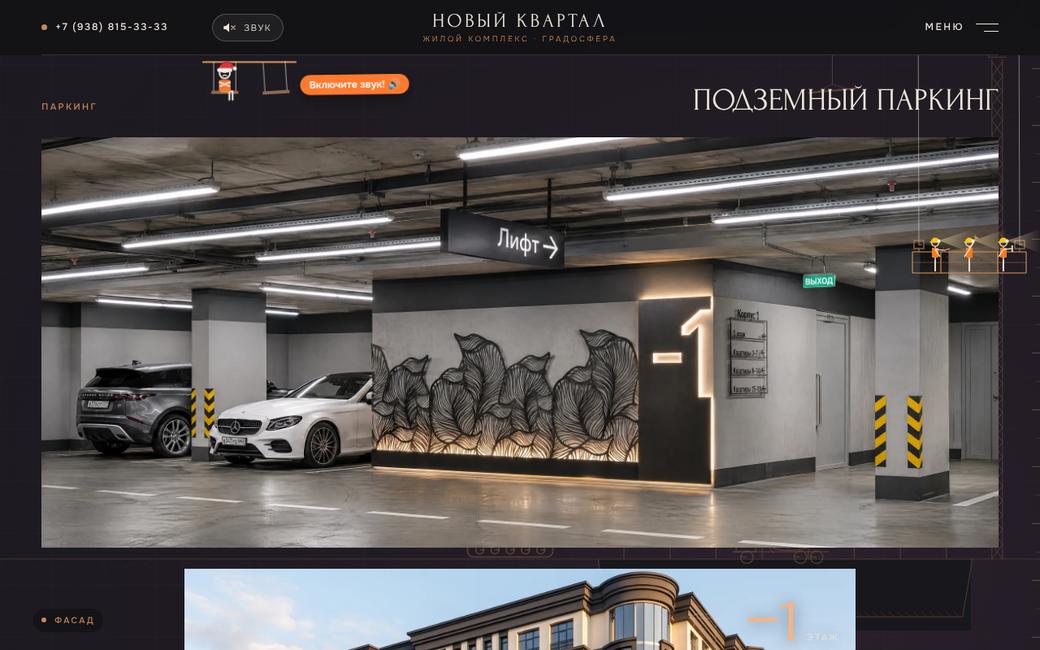 +7 (938) 815-33-33
ЗВУК
НОВЫЙ КВАРТАЛ
ЖИЛОЙ КОМПЛЕКС · ГРАДОСФЕРА
МЕНЮ
Включите звук!
ПАРКИНГ
ПОДЗЕМНЫЙ ПАРКИНГ
Лифт →
ВЫХОД
-1
Корпус 1
ФАСАД
−1 ЭТАЖ